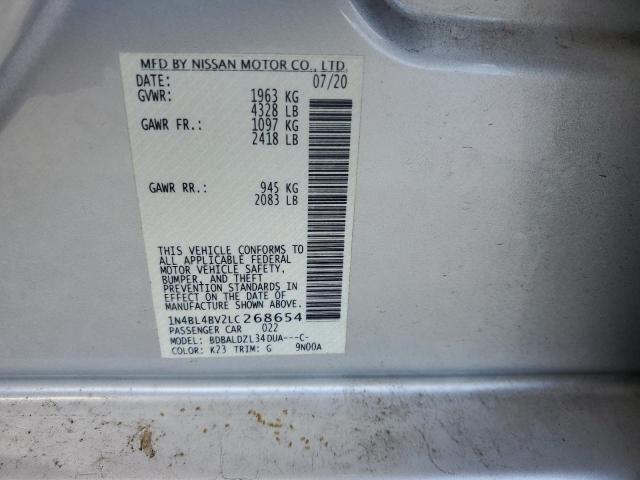 MFD BY NISSAN MOTOR CO., LTD.
DATE: 07/20
GVWR: 1963 KG
4328 LB
GAWR FR.: 1097 KG
2418 LB
GAWR RR.: 945 KG
2083 LB
THIS VEHICLE CONFORMS TO
ALL APPLICABLE FEDERAL
MOTOR VEHICLE SAFETY,
BUMPER, AND THEFT
PREVENTION STANDARDS
IN EFFECT ON THE DATE OF
MANUFACTURE SHOWN ABOVE.
1N4BL4BV2LC268654
PASSENGER CAR 022
MODEL: BDBALDZL34DUA---C-
COLOR: K23 TRIM: G 9N00A